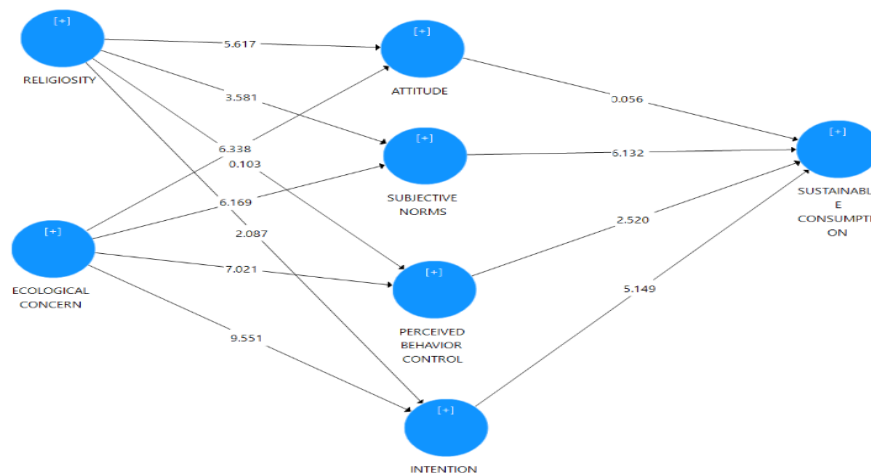 [+]
RELIGIOSITY
5.617
[+]
ATTITUDE
3.581
0.056
[+]
SUSTAINABL
E
CONSUMPTI
ON
6.338
0.103
[+]
SUBJECTIVE
NORMS
6.132
6.169
2.087
2.520
[+]
ECOLOGICAL
CONCERN
7.021
[+]
PERCEIVED
BEHAVIOR
CONTROL
5.149
9.551
[+]
INTENTION